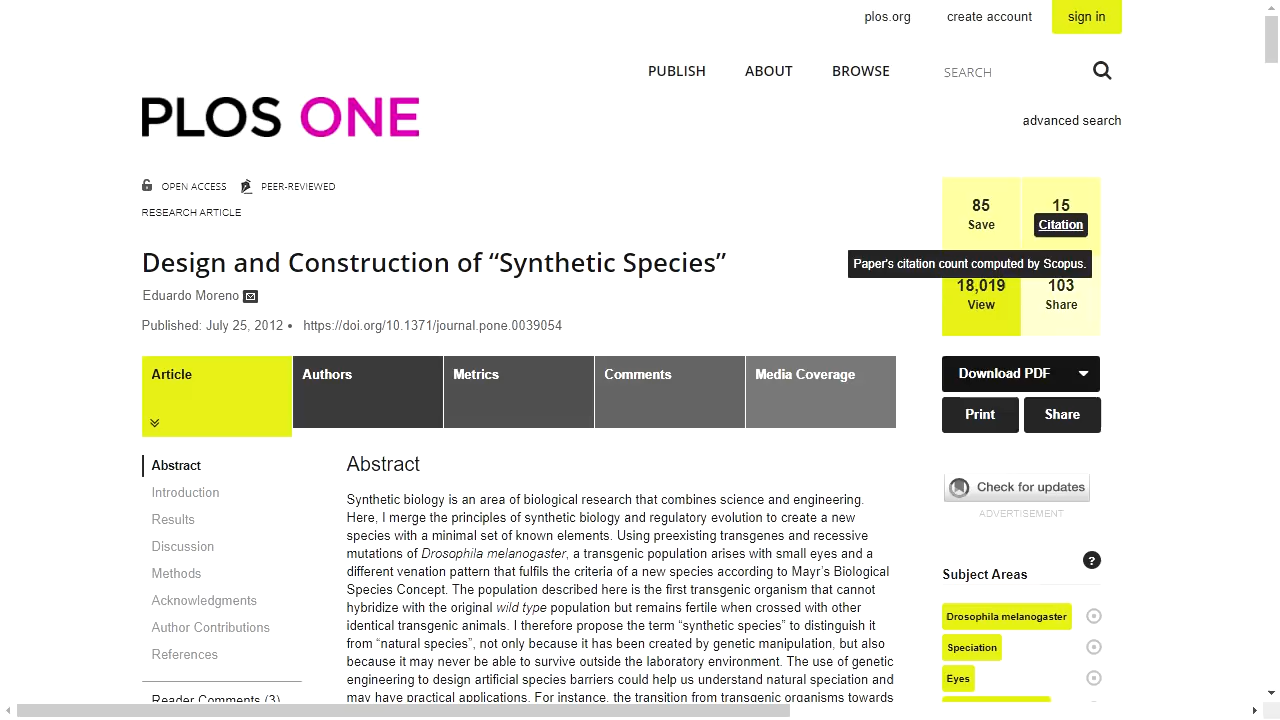 plos.org
create account
sign in
PUBLISH
ABOUT
BROWSE
SEARCH
PLOS ONE
advanced search
OPEN ACCESS
PEER-REVIEWED
RESEARCH ARTICLE
85
Save
15
Citation
Paper's citation count computed by Scopus.
18,019
View
103
Share
Design and Construction of “Synthetic Species”
Eduardo Moreno
Published: July 25, 2012 • https://doi.org/10.1371/journal.pone.0039054
Article
Authors
Metrics
Comments
Media Coverage
Download PDF
Print
Share
Check for updates
ADVERTISEMENT
Abstract
Introduction
Results
Discussion
Methods
Acknowledgments
Author Contributions
References
Reader Comments (3)
Abstract
Synthetic biology is an area of biological research that combines science and engineering.
Here, I merge the principles of synthetic biology and regulatory evolution to create a new
species with a minimal set of known elements. Using preexisting transgenes and recessive
mutations of Drosophila melanogaster, a transgenic population arises with small eyes and a
different venation pattern that fulfils the criteria of a new species according to Mayr’s Biological
Species Concept. The population described here is the first transgenic organism that cannot
hybridize with the original wild type population but remains fertile when crossed with other
identical transgenic animals. I therefore propose the term “synthetic species” to distinguish it
from “natural species”, not only because it has been created by genetic manipulation, but also
because it may never be able to survive outside the laboratory environment. The use of genetic
engineering to design artificial species barriers could help us understand natural speciation and
may have practical applications. For instance, the transition from transgenic organisms towards
?
Subject Areas
Drosophila melanogaster
Speciation
Eyes